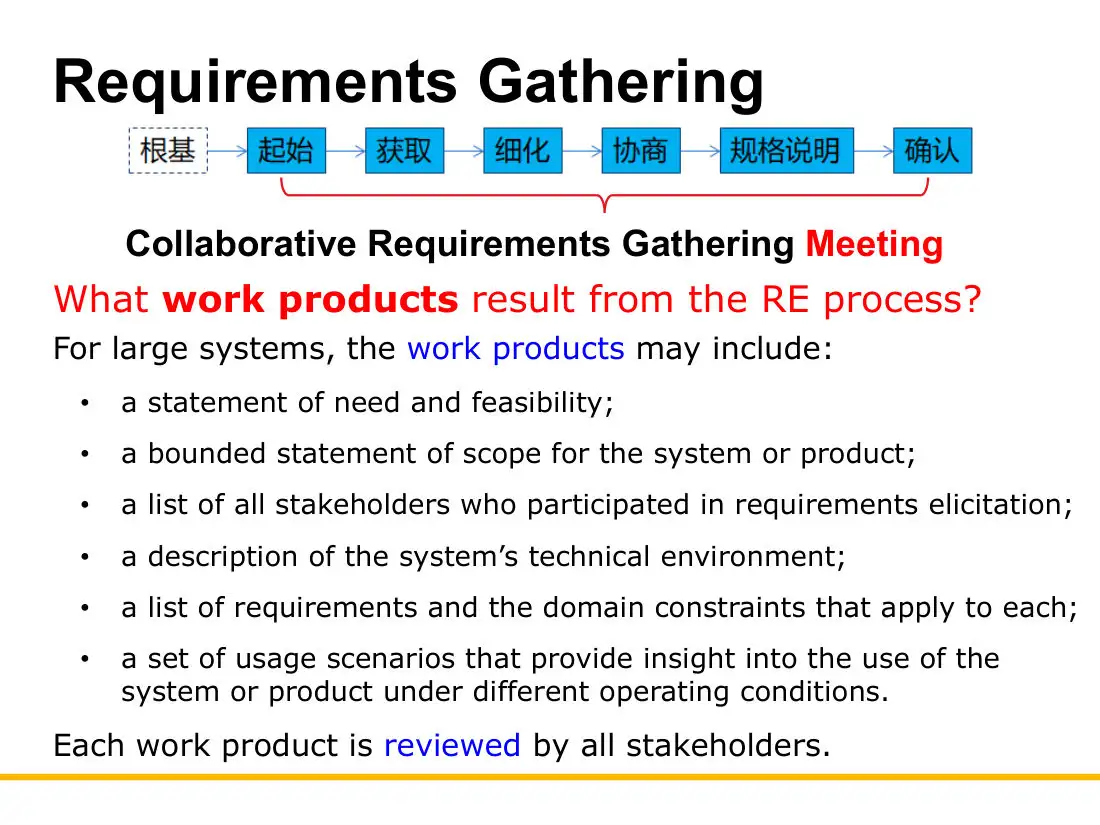 Requirements Gathering
根基 起始 获取 细化 协商 规格说明 确认
Collaborative Requirements Gathering Meeting
What work products result from the RE process?
For large systems, the work products may include:
• a statement of need and feasibility;
• a bounded statement of scope for the system or product;
• a list of all stakeholders who participated in requirements elicitation;
• a description of the system’s technical environment;
• a list of requirements and the domain constraints that apply to each;
• a set of usage scenarios that provide insight into the use of the
system or product under different operating conditions.
Each work product is reviewed by all stakeholders.